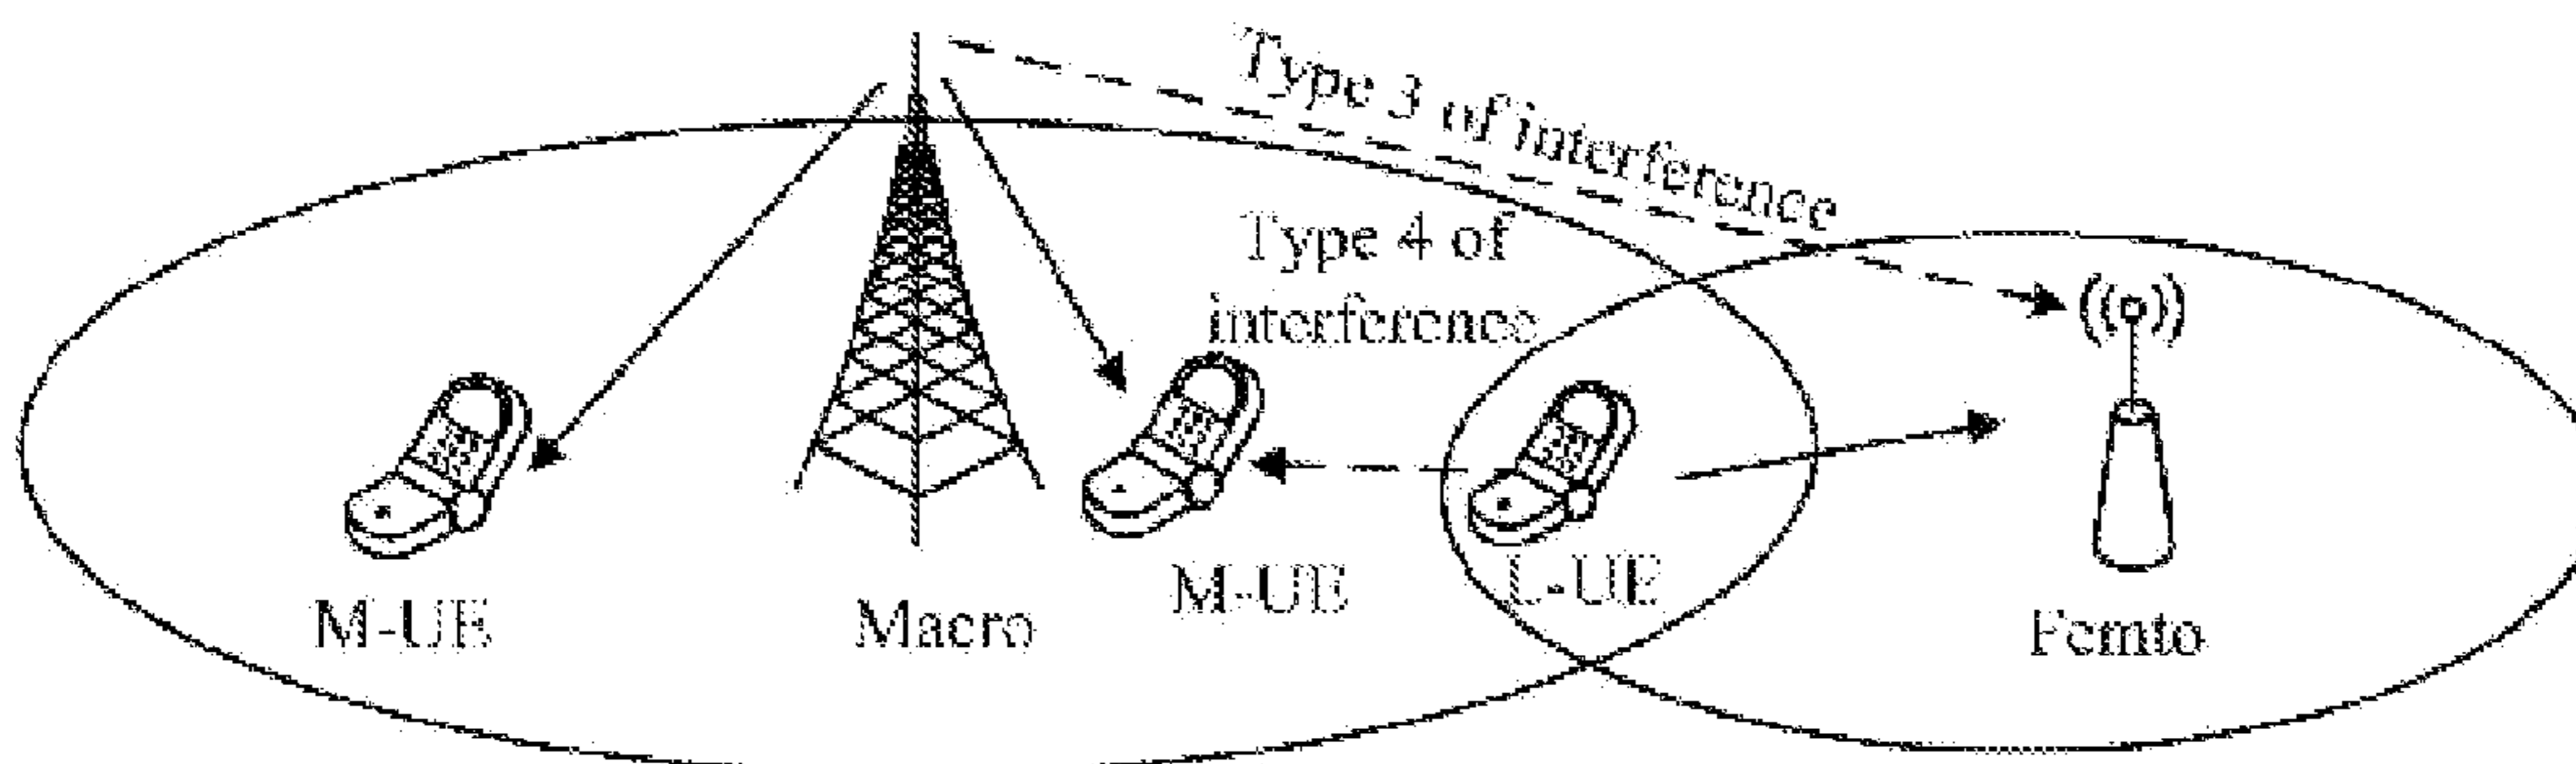 Type 3 of interference
Type 4 of
interference
M-UE
Macro
M-UE
L-UE
Femto